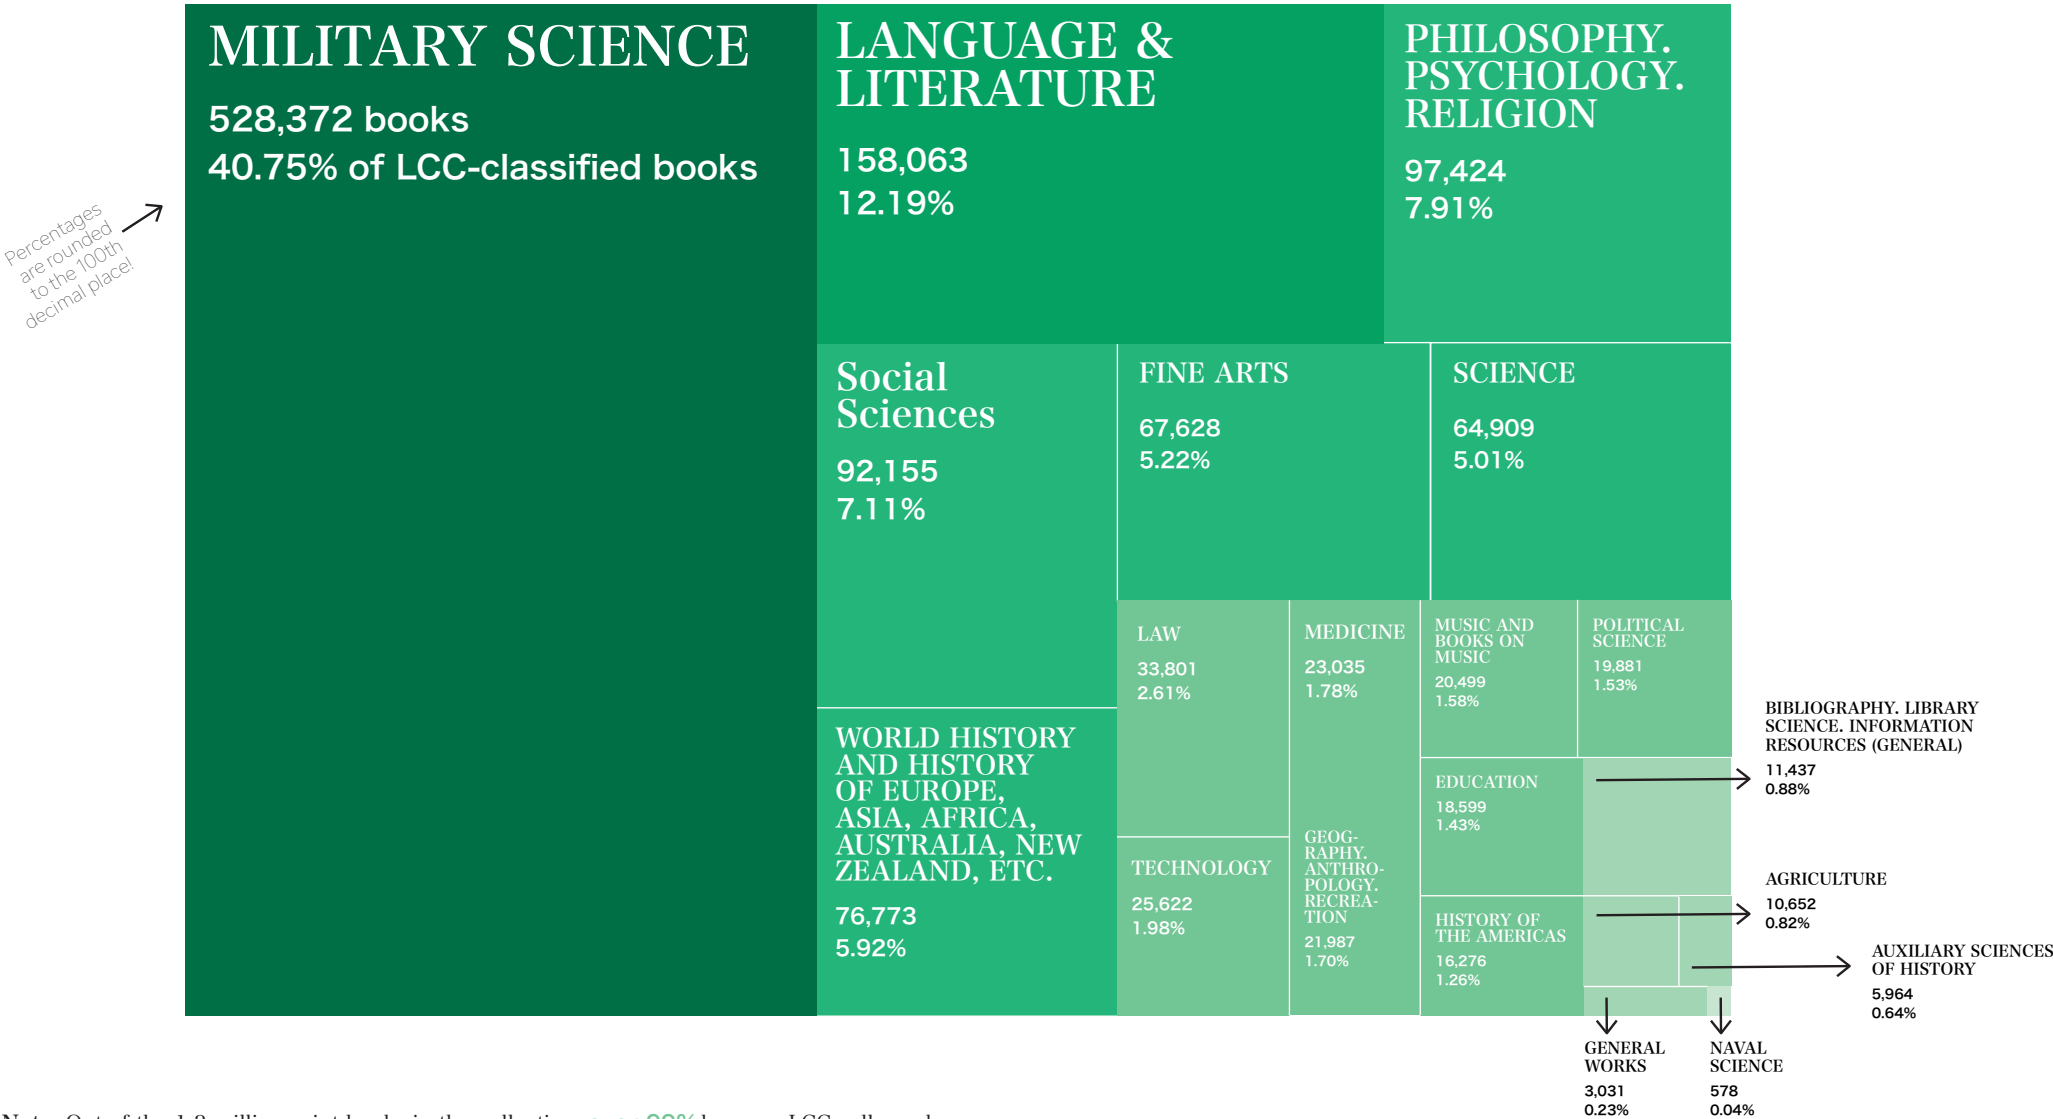 MILITARY SCIENCE
528,372 books
40.75% of LCC-classified books
Percentages
are rounded
to the 100th
decimal place!
LANGUAGE &
LITERATURE
158,063
12.19%
PHILOSOPHY.
PSYCHOLOGY.
RELIGION
97,424
7.91%
Social
Sciences
92,155
7.11%
FINE ARTS
67,628
5.22%
SCIENCE
64,909
5.01%
WORLD HISTORY
AND HISTORY
OF EUROPE,
ASIA, AFRICA,
AUSTRALIA, NEW
ZEALAND, ETC.
76,773
5.92%
LAW
33,801
2.61%
TECHNOLOGY
25,622
1.98%
MEDICINE
23,035
1.78%
GEOG-
RAPHY.
ANTHRO-
POLOGY.
RECREA-
TION
21,987
1.70%
MUSIC AND
BOOKS ON
MUSIC
20,499
1.58%
POLITICAL
SCIENCE
19,881
1.53%
EDUCATION
18,599
1.43%
HISTORY OF
THE AMERICAS
16,276
1.26%
BIBLIOGRAPHY. LIBRARY
SCIENCE. INFORMATION
RESOURCES (GENERAL)
11,437
0.88%
AGRICULTURE
10,652
0.82%
AUXILIARY SCIENCES
OF HISTORY
5,964
0.64%
GENERAL
WORKS
3,031
0.23%
NAVAL
SCIENCE
578
0.04%